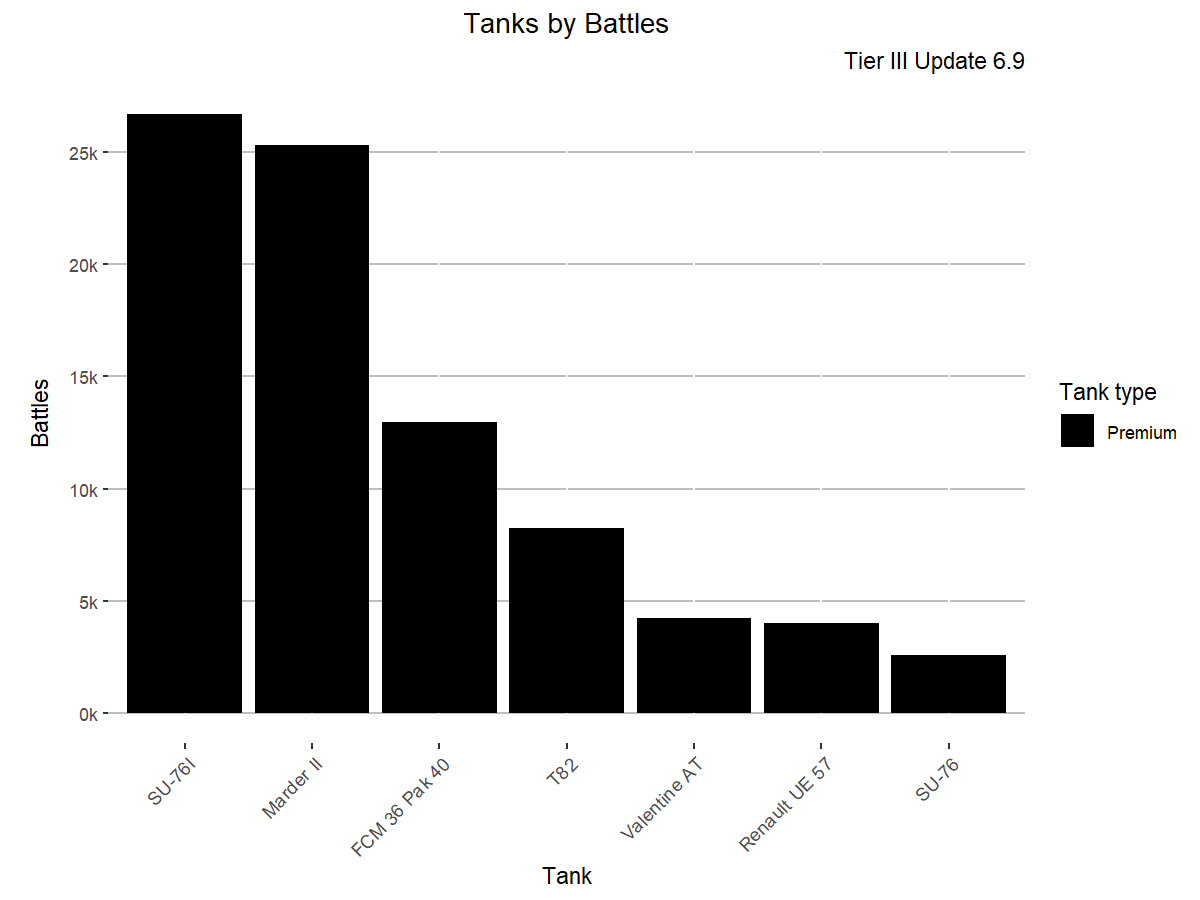 Tanks by Battles
Tier III Update 6.9
Battles
25k
20k
15k
10k
5k
0k
SU-76I
Marder II
FCM 36 Pak 40
T82
Valentine AT
Renault UE 57
SU-76
Tank
Tank type
Premium